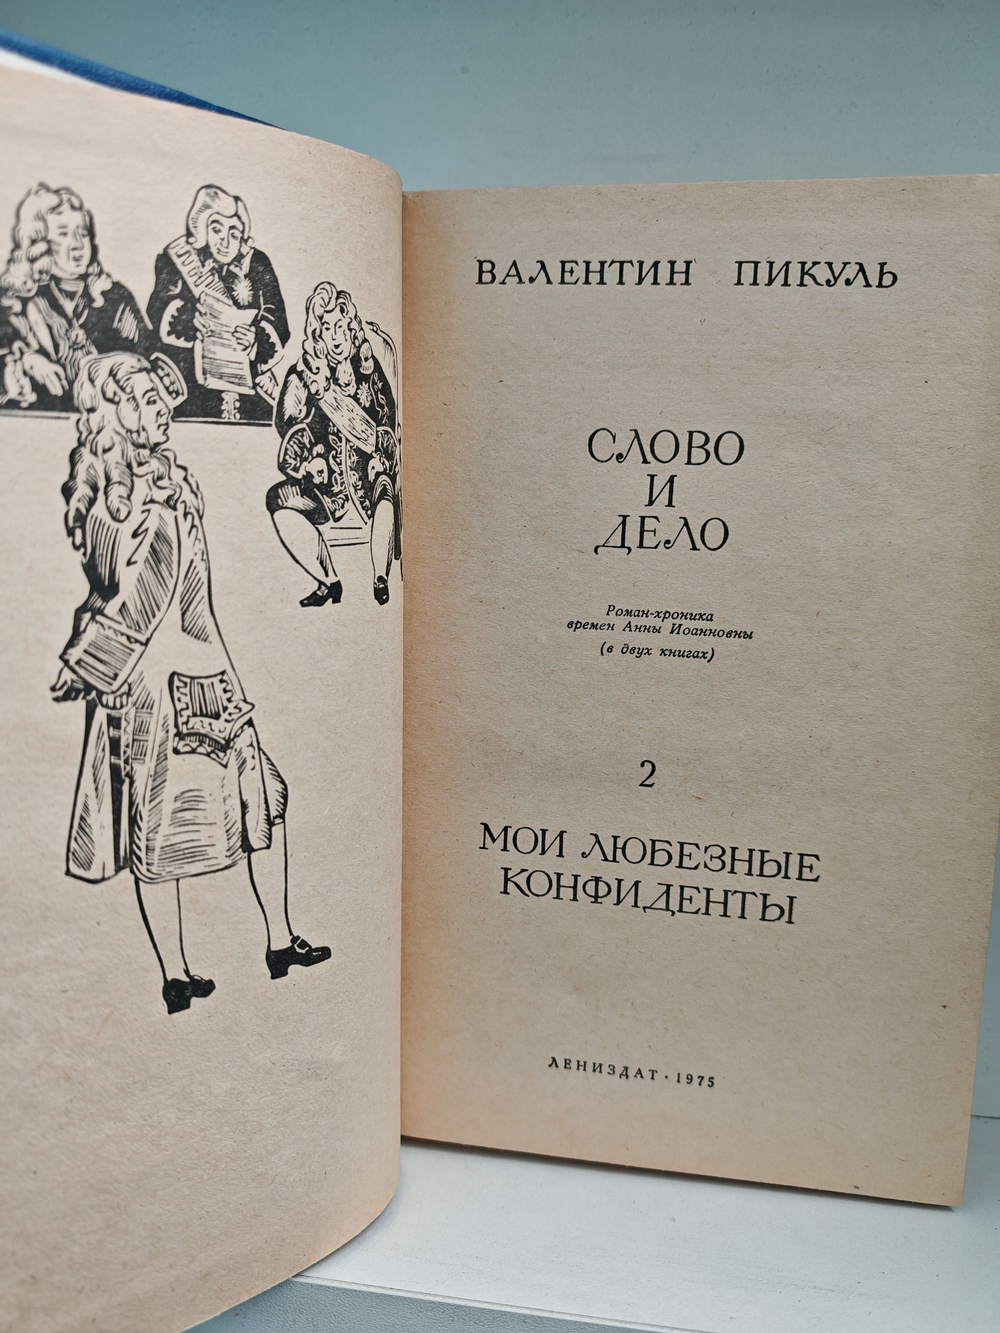 ВАЛЕНТИН ПИКУЛЬ
СЛОВО
И
ДЕЛО
Роман-хроника
времен Анны Иоанновны
(в двух книгах)
2
МОИ ЛЮБЕЗНЫЕ
КОНФИДЕНТЫ
ЛЕНИЗДАТ · 1975